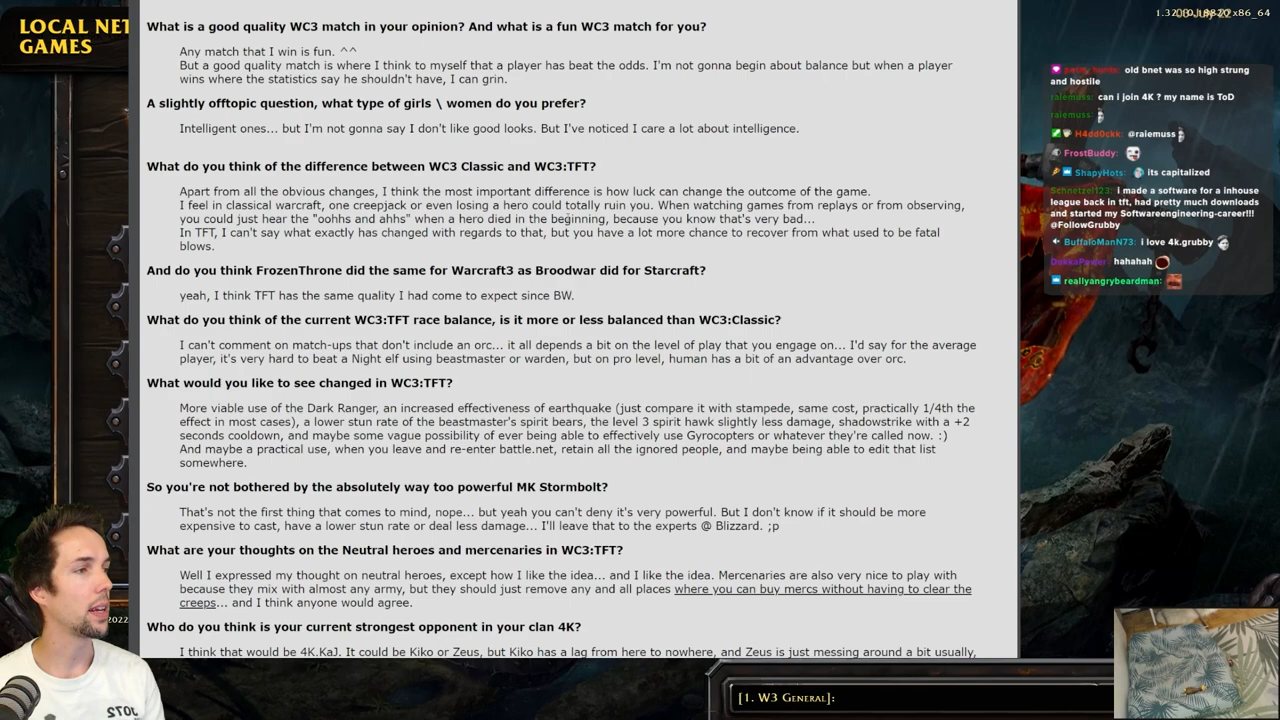 LOCAL NET
GAMES
What is a good quality WC3 match in your opinion? And what is a fun WC3 match for you?
Any match that I win is fun. ^^
But a good quality match is where I think to myself that a player has beat the odds. I'm not gonna begin about balance but when a player
wins where the statistics say he shouldn't have, I can grin.
A slightly offtopic question, what type of girls \ women do you prefer?
Intelligent ones... but I'm not gonna say I don't like good looks. But I've noticed I care a lot about intelligence.
What do you think of the difference between WC3 Classic and WC3:TFT?
Apart from all the obvious changes, I think the most important difference is how luck can change the outcome of the game.
I feel in classical warcraft, one creepjack or even losing a hero could totally ruin you. When watching games from replays or from observing,
you could just hear the "oohhs and ahhs" when a hero died in the beginning, because you know that's very bad...
In TFT, I can't say what exactly has changed with regards to that, but you have a lot more chance to recover from what used to be fatal
blows.
And do you think FrozenThrone did the same for Warcraft3 as Broodwar did for Starcraft?
yeah, I think TFT has the same quality I had come to expect since BW.
What do you think of the current WC3:TFT race balance, is it more or less balanced than WC3:Classic?
I can't comment on match-ups that don't include an orc... it all depends a bit on the level of play that you engage on... I'd say for the average
player, it's very hard to beat a Night elf using beastmaster or warden, but on pro level, human has a bit of an advantage over orc.
What would you like to see changed in WC3:TFT?
More viable use of the Dark Ranger, an increased effectiveness of earthquake (just compare it with stampede, same cost, practically 1/4th the
effect in most cases), a lower stun rate of the beastmaster's spirit bears, the level 3 spirit hawk slightly less damage, shadowstrike with a +2
seconds cooldown, and maybe some vague possibility of ever being able to effectively use Gyrocopters or whatever they're called now. :)
And maybe a practical use, when you leave and re-enter battle.net, retain all the ignored people, and maybe being able to edit that list
somewhere.
So you're not bothered by the absolutely way too powerful MK Stormbolt?
That's not the first thing that comes to mind, nope... but yeah you can't deny it's very powerful. But I don't know if it should be more
expensive to cast, have a lower stun rate or deal less damage... I'll leave that to the experts @ Blizzard. ;p
What are your thoughts on the Neutral heroes and mercenaries in WC3:TFT?
Well I expressed my thought on neutral heroes, except how I like the idea... and I like the idea. Mercenaries are also very nice to play with
because they mix with almost any army, but they should just remove any and all places where you can buy mercs without having to clear the
creeps... and I think anyone would agree.
Who do you think is your current strongest opponent in your clan 4K?
I think that would be 4K.KaJ. It could be Kiko or Zeus, but Kiko has a lag from here to nowhere, and Zeus is just messing around a bit usually,
old bnet was so high strung
and hostile
raiemuss: can i join 4K ? my name is ToD
raiemuss:
H4dd0ckk: @raiemuss
FrostBuddy:
ShapyHots: its capitalized
Schnetzel123: i made a software for a inhouse
league back in tft, had pretty much downloads
and started my Softwareengineering-career!!!
@FollowGrubby
BuffaloManN73: i love 4k.grubby
hahahah
reallyangrybeardman:
2022
[1. W3 General]: